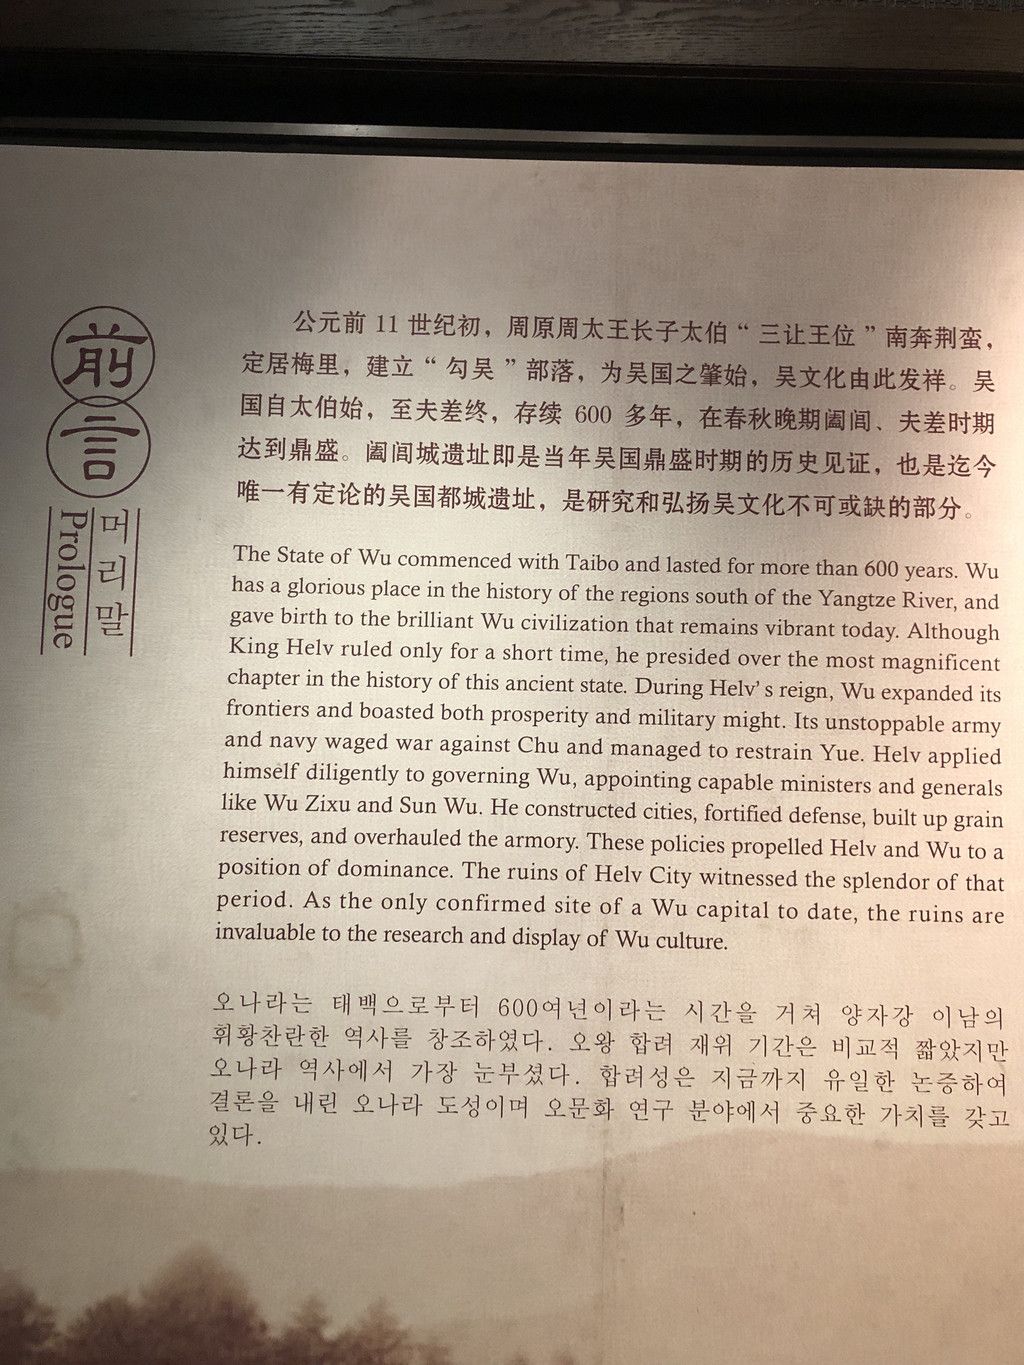 前言
머리말
Prologue
公元前 11 世纪初，周原周太王长子太伯“三让王位”南奔荆蛮，
定居梅里，建立“勾吴”部落，为吴国之肇始，吴文化由此发祥。吴
国自太伯始，至夫差终，存续 600 多年，在春秋晚期阖闾、夫差时期
达到鼎盛。阖闾城遗址即是当年吴国鼎盛时期的历史见证，也是迄今
唯一有定论的吴国都城遗址，是研究和弘扬吴文化不可或缺的部分。
The State of Wu commenced with Taibo and lasted for more than 600 years. Wu
has a glorious place in the history of the regions south of the Yangtze River, and
gave birth to the brilliant Wu civilization that remains vibrant today. Although
King Helv ruled only for a short time, he presided over the most magnificent
chapter in the history of this ancient state. During Helv’s reign, Wu expanded its
frontiers and boasted both prosperity and military might. Its unstoppable army
and navy waged war against Chu and managed to restrain Yue. Helv applied
himself diligently to governing Wu, appointing capable ministers and generals
like Wu Zixu and Sun Wu. He constructed cities, fortified defense, built up grain
reserves, and overhauled the armory. These policies propelled Helv and Wu to a
position of dominance. The ruins of Helv City witnessed the splendor of that
period. As the only confirmed site of a Wu capital to date, the ruins are
invaluable to the research and display of Wu culture.
오나라는 태백으로부터 600여년이라는 시간을 거쳐 양자강 이남의
휘황찬란한 역사를 창조하였다. 오왕 합려 재위 기간은 비교적 짧았지만
오나라 역사에서 가장 눈부셨다. 합려성은 지금까지 유일한 논증하여
결론을 내린 오나라 도성이며 오문화 연구 분야에서 중요한 가치를 갖고
있다.